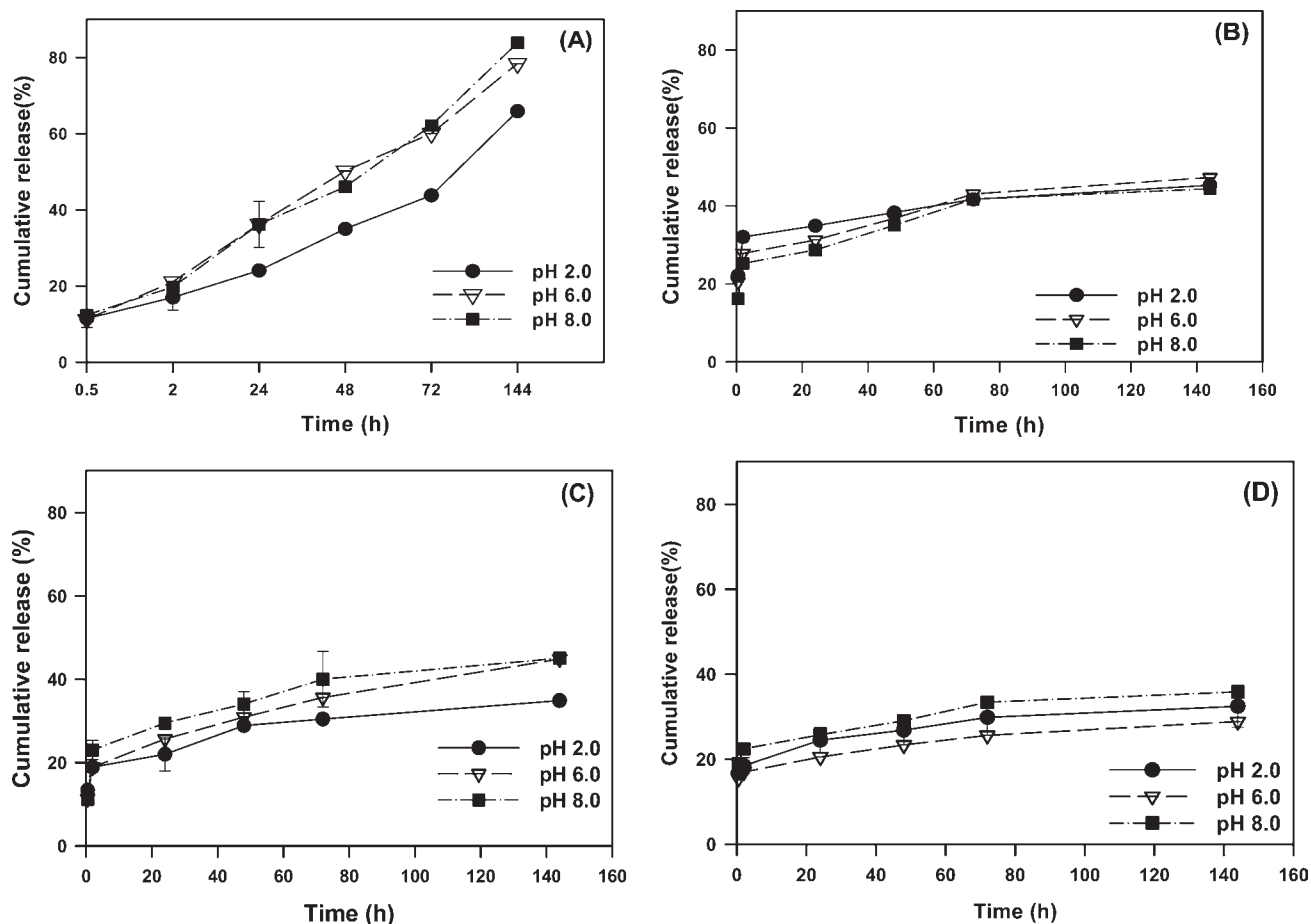 (A)
Cumulative release(%)
80
60
40
20
0
pH 2.0
pH 6.0
pH 8.0
0.5 2 24 48 72 144
Time (h)
(B)
Cumulative release(%)
80
60
40
20
0
pH 2.0
pH 6.0
pH 8.0
0 20 40 60 80 100 120 140 160
Time (h)
(C)
Cumulative release (%)
80
60
40
20
0
pH 2.0
pH 6.0
pH 8.0
0 20 40 60 80 100 120 140 160
Time (h)
(D)
Cumulative release(%)
80
60
40
20
0
pH 2.0
pH 6.0
pH 8.0
0 20 40 60 80 100 120 140 160
Time (h)